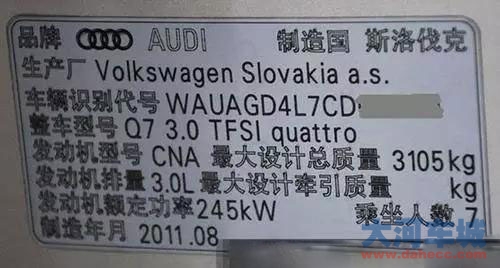 品牌 AUDI 制造国 斯洛伐克
生产厂 Volkswagen Slovakia a.s.
车辆识别代号 WAUAGD4L7CD
整车型号 Q7 3.0 TFSI quattro
发动机型号 CNA 最大设计总质量 3105kg
发动机排量 3.0L 最大设计牵引质量 kg
发动机额定功率 245kW 乘坐人数 7
制造年月 2011.08
大河车城
www.denecc.com